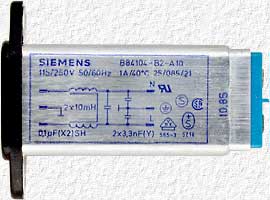 SIEMENS B84104-B2-A10
115/250V 50/60Hz 1A/40°C 25/085/21
N
2x10mH
L
0,1µF(X2)SH 2x3,3nF(Y)
10.8S